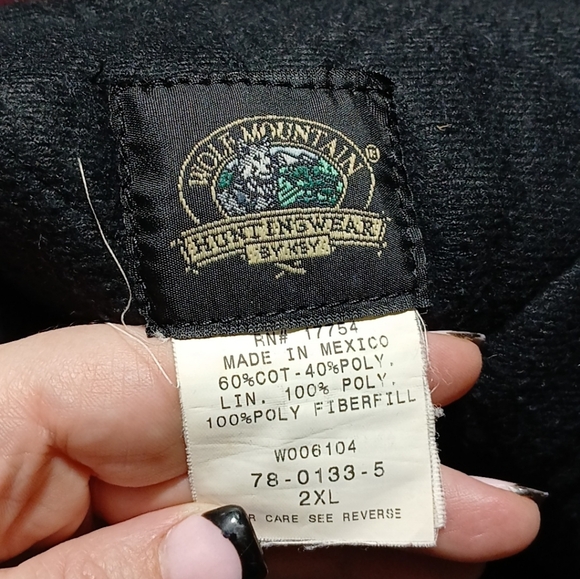 WOLF MOUNTAIN ®
HUNTINGWEAR
BY KEY
RN# 17754
MADE IN MEXICO
60%COT-40%POLY.
LIN. 100% POLY.
100%POLY FIBERFILL
W006104
78-0133-5
2XL
R CARE SEE REVERSE